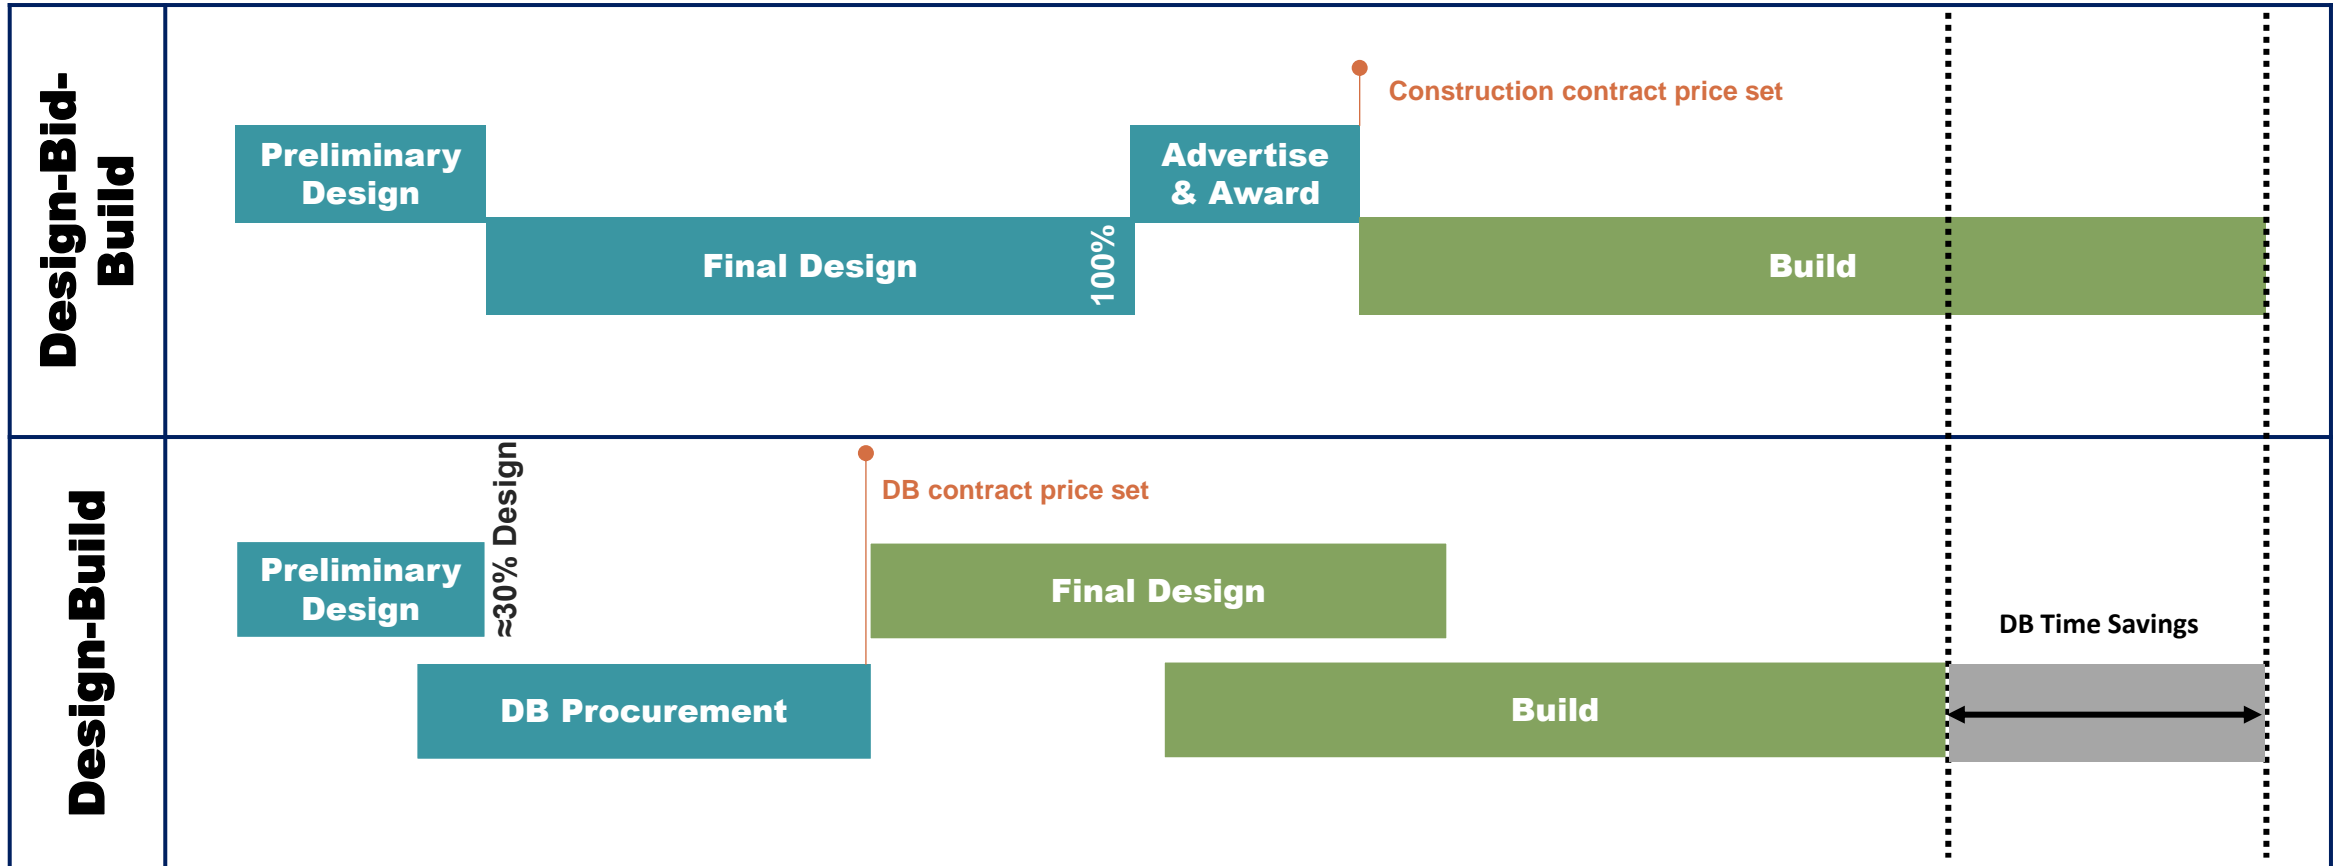 Design-Bid-
Build
Construction contract price set
Preliminary
Design
Advertise
& Award
Final Design
100%
Build
Design-Build
≈30% Design
DB contract price set
Preliminary
Design
Final Design
DB Time Savings
DB Procurement
Build